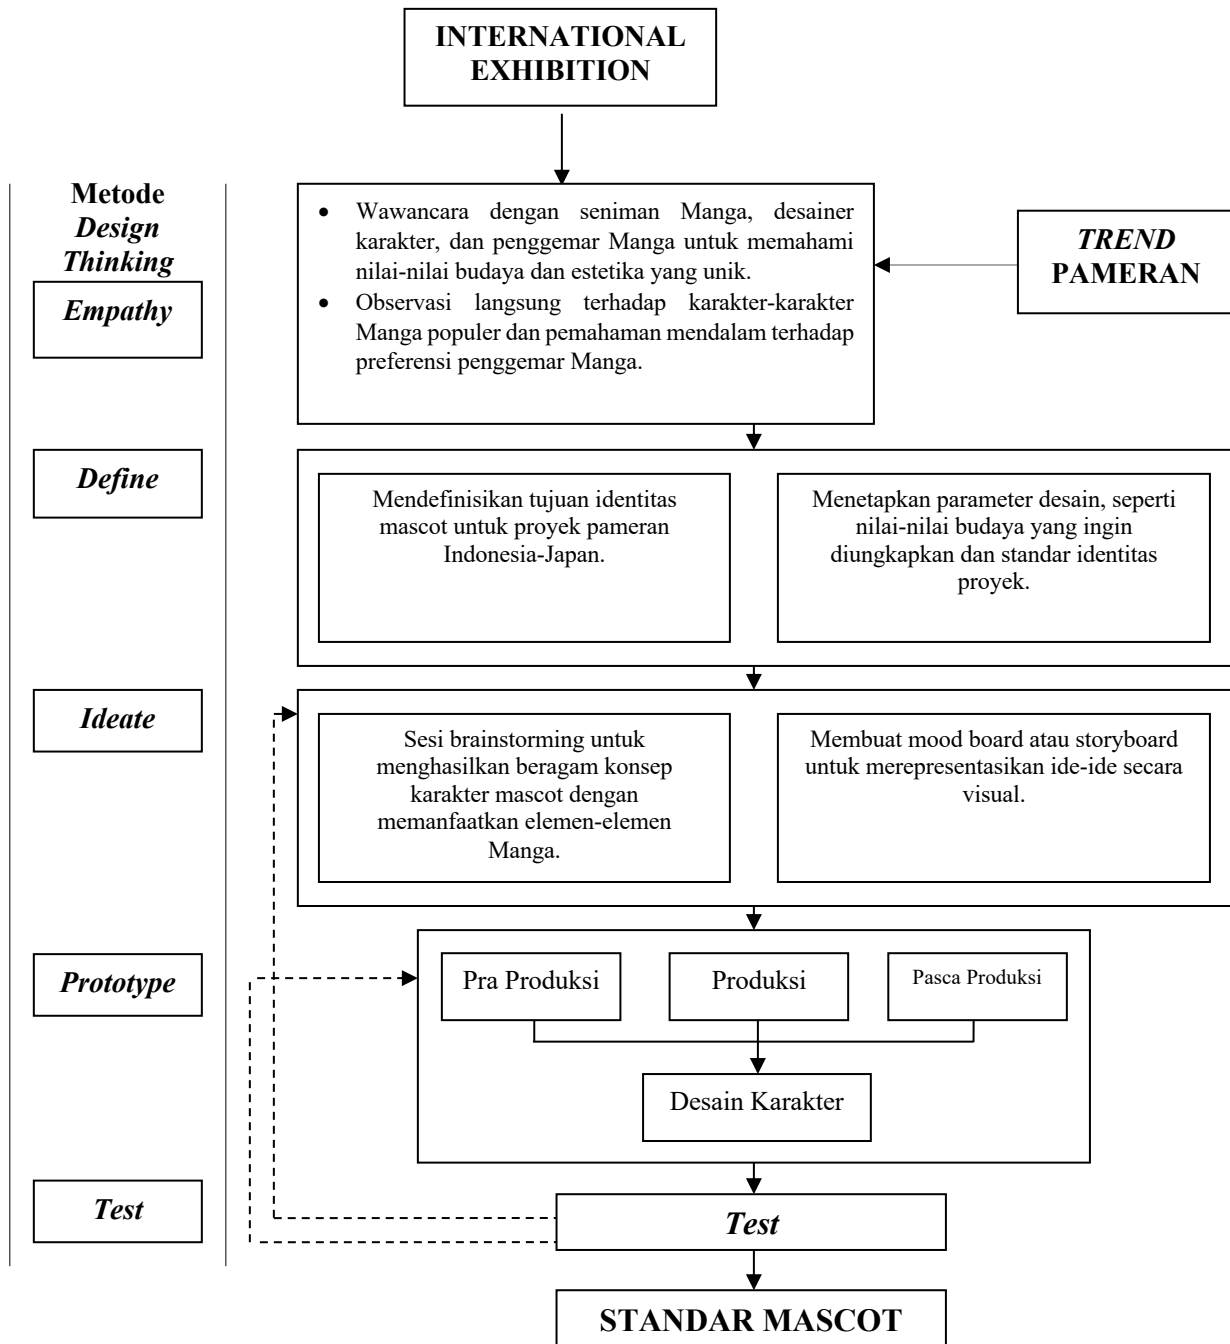 INTERNATIONAL
EXHIBITION
Metode
Design
Thinking
Empathy
• Wawancara dengan seniman Manga, desainer
karakter, dan penggemar Manga untuk memahami
nilai-nilai budaya dan estetika yang unik.
• Observasi langsung terhadap karakter-karakter
Manga populer dan pemahaman mendalam terhadap
preferensi penggemar Manga.
TREND
PAMERAN
Define
Mendefinisikan tujuan identitas
mascot untuk proyek pameran
Indonesia-Japan.
Menetapkan parameter desain, seperti
nilai-nilai budaya yang ingin
diungkapkan dan standar identitas
proyek.
Ideate
Sesi brainstorming untuk
menghasilkan beragam konsep
karakter mascot dengan
memanfaatkan elemen-elemen
Manga.
Membuat mood board atau storyboard
untuk merepresentasikan ide-ide secara
visual.
Prototype
Pra Produksi
Produksi
Pasca Produksi
Desain Karakter
Test
Test
STANDAR MASCOT